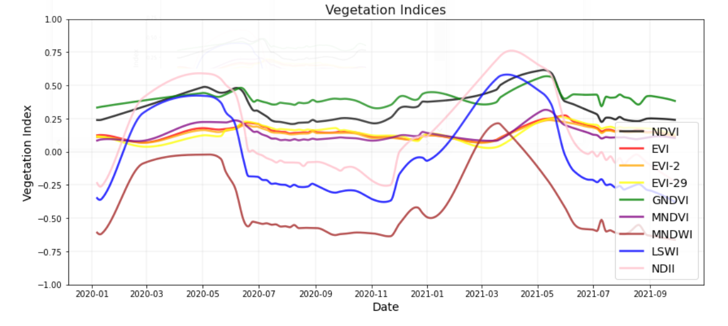 Vegetation Indices
1.00
0.75
0.50
0.25
0.00
−0.25
−0.50
−0.75
−1.00
Vegetation Index
NDVI
EVI
EVI-2
EVI-29
GNDVI
MNDVI
MNDWI
LSWI
NDII
2020-01 2020-03 2020-05 2020-07 2020-09 2020-11 2021-01 2021-03 2021-05 2021-07 2021-09
Date